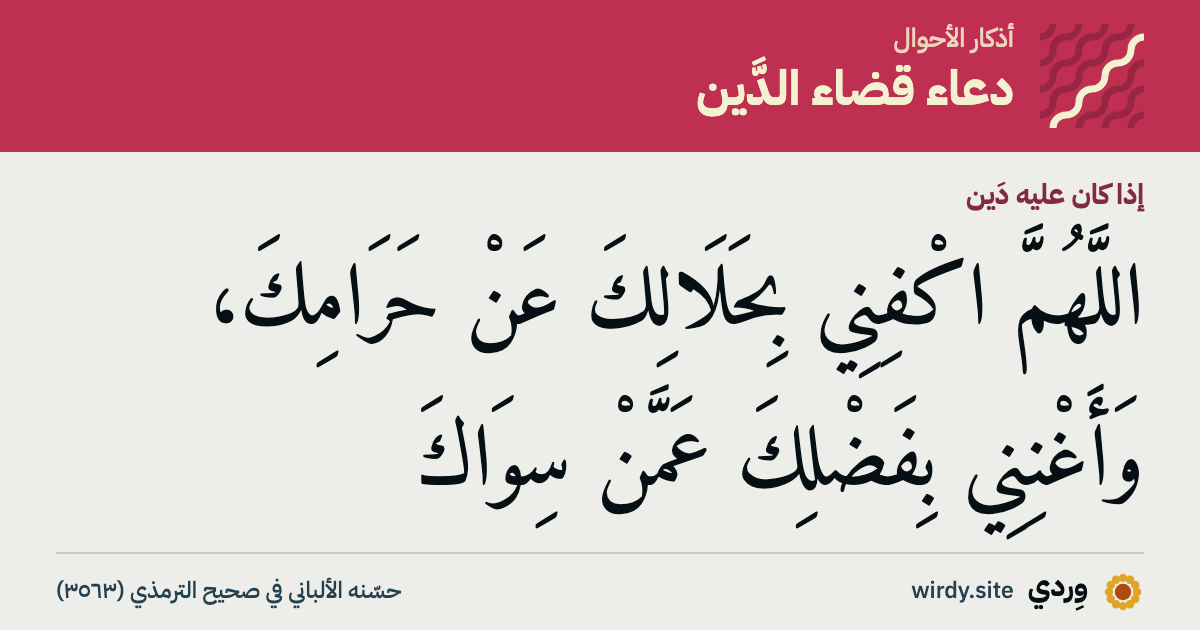 أذكار الأحوال
دعاء قضاء الدَّين
إذا كان عليه دَين
اللَّهُمَّ اكْفِنِي بِحَلَالِكَ عَنْ حَرَامِكَ،
وَأَغْنِنِي بِفَضْلِكَ عَمَّنْ سِوَاكَ
وِردي wirdy.site
حسّنه الألباني في صحيح الترمذي (٣٥٦٣)